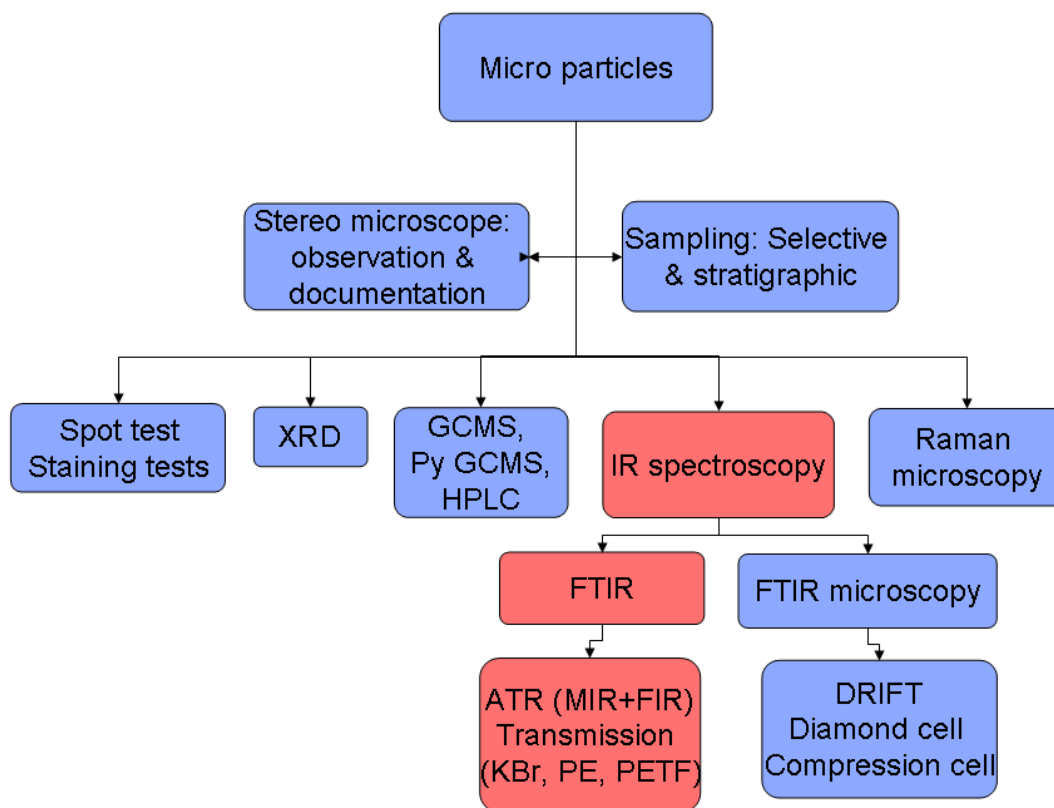 Micro particles
Stereo microscope:
observation &
documentation
Sampling: Selective
& stratigraphic
Spot test
Staining tests
XRD
GCMS,
Py GCMS,
HPLC
IR spectroscopy
Raman
microscopy
FTIR
FTIR microscopy
ATR (MIR+FIR)
Transmission
(KBr, PE, PETF)
DRIFT
Diamond cell
Compression cell